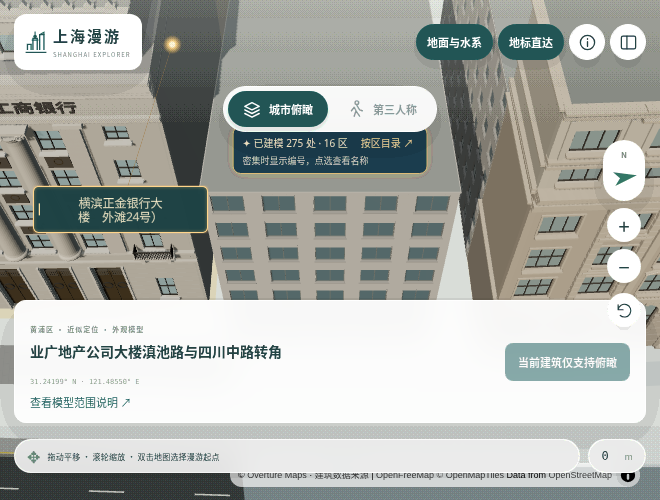 上海漫游
SHANGHAI EXPLORER
地面与水系
地标直达
工商银行
城市俯瞰
第三人称
✦ 已建模 275 处 · 16 区 按区目录 ↗
密集时显示编号，点选查看名称
N
横滨正金银行大
楼 外滩24号）
+
−
黄浦区 · 近似定位 · 外观模型
业广地产公司大楼滇池路与四川中路转角
当前建筑仅支持俯瞰
31.24199° N · 121.48550° E
查看模型范围说明 ↗
拖动平移 · 滚轮缩放 · 双击地图选择漫游起点
0 m
© Overture Maps · 建筑数据来源 | OpenFreeMap © OpenMapTiles Data from OpenStreetMap